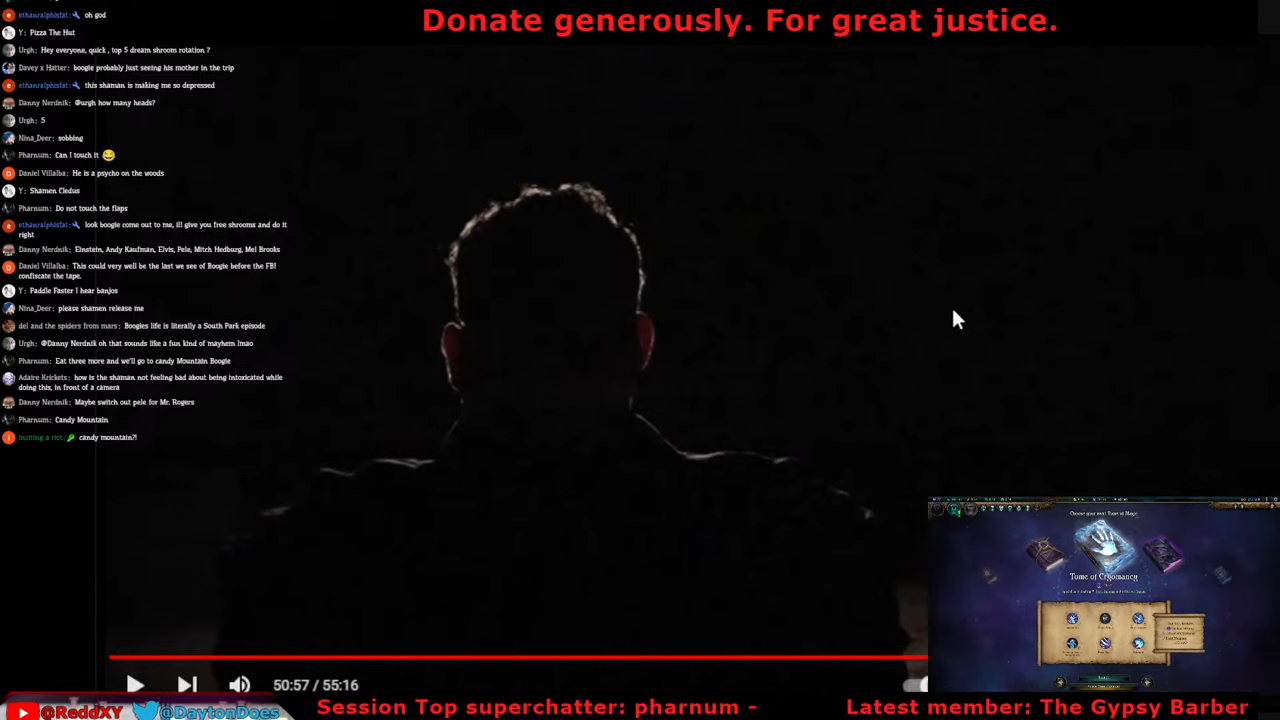 Donate generously. For great justice.
ethanralphisfat: oh god
Y: Pizza The Hut
Urgh: Hey everyone, quick , top 5 dream shroom rotation ?
Davey x Hatter: boogie probably just seeing his mother in the trip
ethanralphisfat: this shaman is making me so depressed
Danny Nerdnik: @urgh how many heads?
Urgh: 5
Nina_Deer: sobbing
Pharnum: Can I touch it 😂
Daniel Villalba: He is a psycho on the woods
Y: Shamen Cledus
Pharnum: Do not touch the flaps
ethanralphisfat: look boogie come out to me, ill give you free shrooms and do it
right
Danny Nerdnik: Einstein, Andy Kaufman, Elvis, Pele, Mitch Hedburg, Mel Brooks
Daniel Villalba: This could very well be the last we see of Boogie before the FBI
confiscate the tape.
Y: Paddle Faster I hear banjos
Nina_Deer: please shamen release me
del and the spiders from mars: Boogies life is literally a South Park episode
Urgh: @Danny Nerdnik oh that sounds like a fun kind of mayhem lmao
Pharnum: Eat three more and we'll go to candy Mountain Boogie
Adaire Krickets: how is the shaman not feeling bad about being intoxicated while
doing this, in front of a camera
Danny Nerdnik: Maybe switch out pele for Mr. Rogers
Pharnum: Candy Mountain
inciting a riot: candy mountain?!
Choose your next Tome of Magic
Tome of Cryomancy
50:57 / 55:16
@ReddXY @DaytonDoes
Session Top superchatter: pharnum -
Latest member: The Gypsy Barber